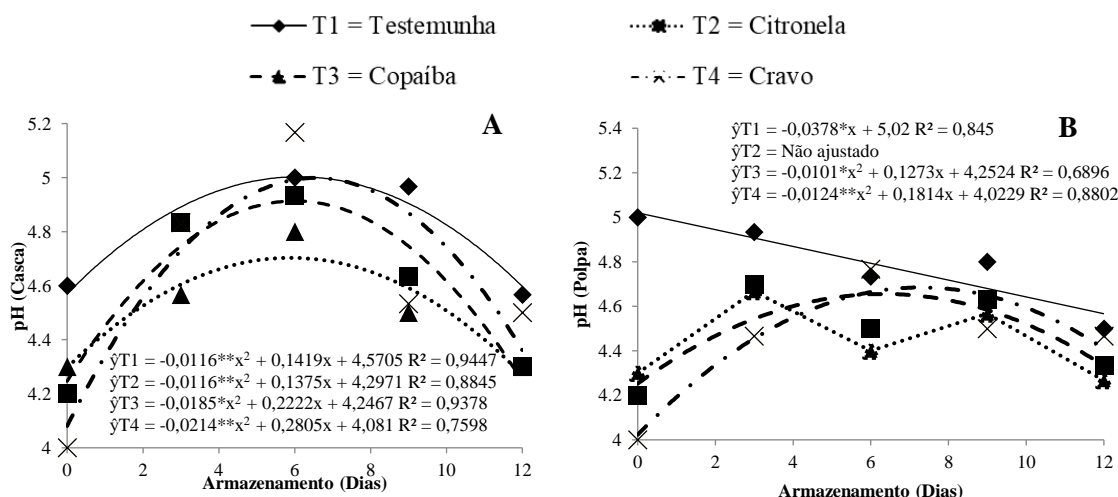 T1 = Testemunha
T2 = Citronela
T3 = Copaíba
T4 = Cravo
A
5.2
5
4.8
4.6
4.4
4.2
4
pH (Casca)
ŷT1 = -0,0116**x² + 0,1419x + 4,5705 R² = 0,9447
ŷT2 = -0,0116**x² + 0,1375x + 4,2971 R² = 0,8845
ŷT3 = -0,0185*x² + 0,2222x + 4,2467 R² = 0,9378
ŷT4 = -0,0214**x² + 0,2805x + 4,081 R² = 0,7598
0 2 4 6 8 10 12
Armazenamento (Dias)
B
5.4
5.2
5
4.8
4.6
4.4
4.2
4
pH (Polpa)
ŷT1 = -0,0378*x + 5,02 R² = 0,845
ŷT2 = Não ajustado
ŷT3 = -0,0101*x² + 0,1273x + 4,2524 R² = 0,6896
ŷT4 = -0,0124**x² + 0,1814x + 4,0229 R² = 0,8802
0 2 4 6 8 10 12
Armazenamento (Dias)